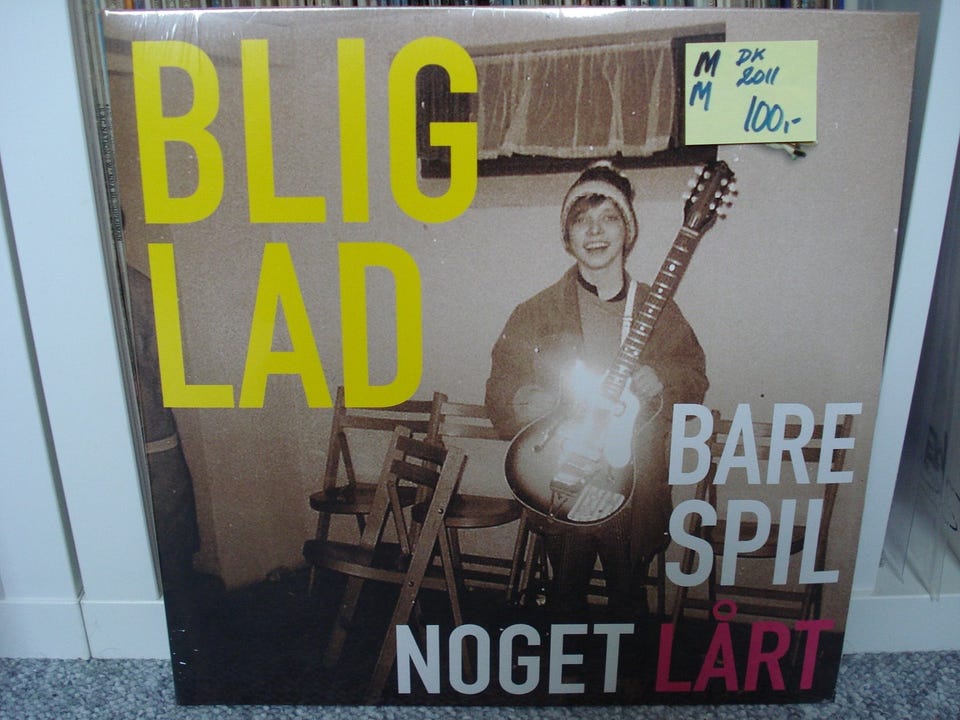 BLIG
LAD
M DK
M 2011
100,-
BARE
SPIL
NOGET LÅRT